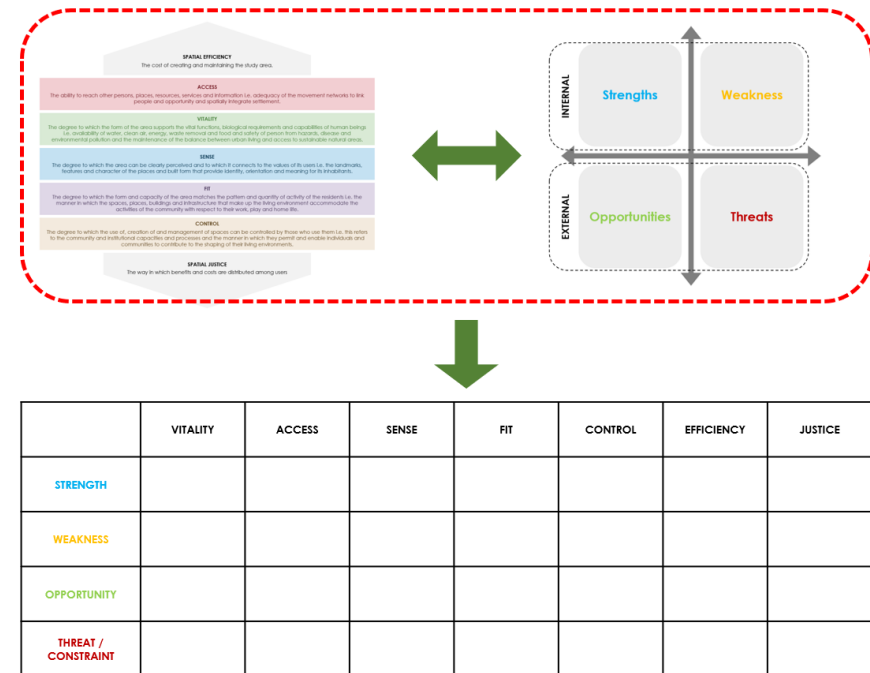 SPATIAL EFFICIENCY
The cost of creating and maintaining the study area.
ACCESS
The ability to reach other persons, places, resources, services and information i.e. adequacy of the movement networks to link
people and opportunity and spatially integrate settlement.
VITALITY
The degree to which the form of the area supports the vital functions, biological requirements and capabilities of human beings
i.e. availability of water, clean air, energy, waste removal and food and safety of person from hazards, disease and
environmental pollution and the maintenance of the balance between urban living and access to sustainable natural areas.
SENSE
The degree to which the area can be clearly perceived and to which it connects to the values of its users i.e. the landmarks,
features and character of the places and built form that provide identity, orientation and meaning for its inhabitants.
FIT
The degree to which the form and capacity of the area matches the pattern and quantity of activity of the residents i.e. the
manner in which the spaces, places, buildings and infrastructure that make up the living environment accommodate the
activities of the community with respect to their work, play and home life.
CONTROL
The degree to which the use of, creation of and management of spaces can be controlled by those who use them i.e. this refers
to the community and institutional capacities and processes and the manner in which they permit and enable individuals and
communities to contribute to the shaping of their living environments.
SPATIAL JUSTICE
The way in which benefits and costs are distributed among users
INTERNAL
Strengths
Weakness
EXTERNAL
Opportunities
Threats
VITALITY
ACCESS
SENSE
FIT
CONTROL
EFFICIENCY
JUSTICE
STRENGTH
WEAKNESS
OPPORTUNITY
THREAT /
CONSTRAINT